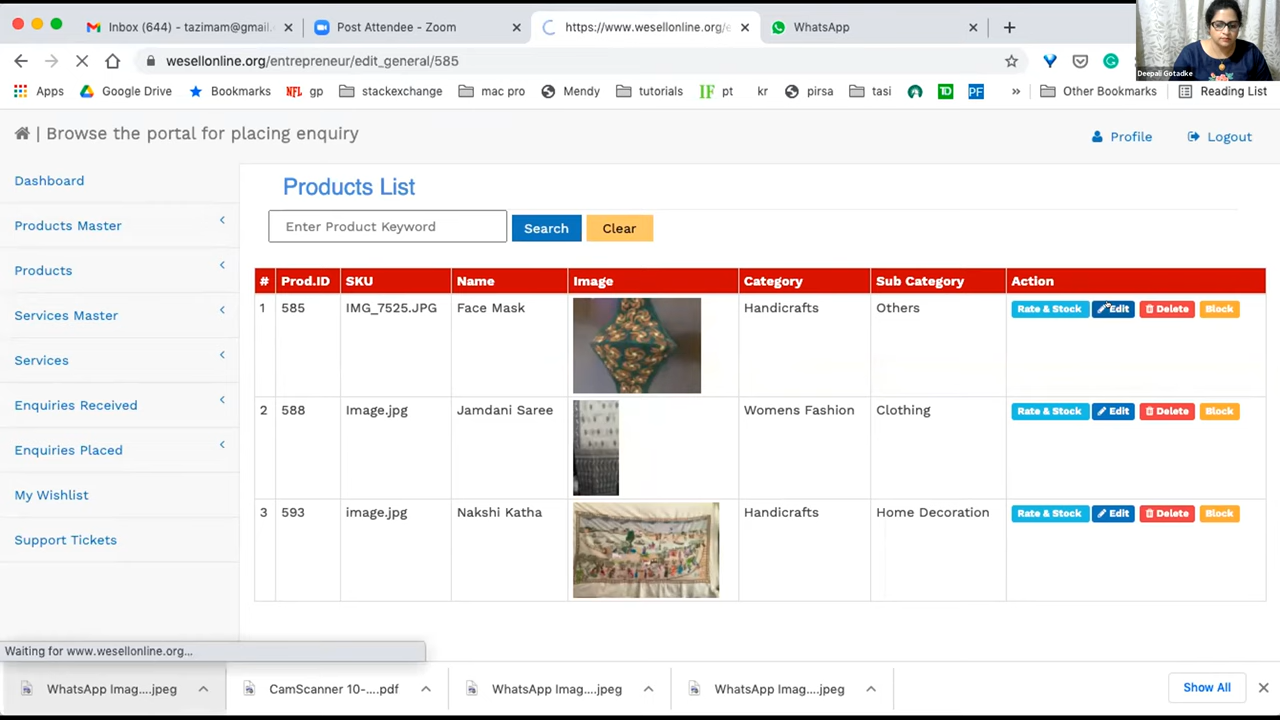 Inbox (644) - tazimam@gmail.
Post Attendee - Zoom
https://www.wesellonline.org/e
WhatsApp
wesellonline.org/entrepreneur/edit_general/585
Deepali Gotadke
Apps
Google Drive
Bookmarks
NFL gp
stackexchange
mac pro
Mendy
tutorials
IF pt
kr
pirsa
tasi
TD
PF
»
Other Bookmarks
Reading List
| Browse the portal for placing enquiry
Profile
Logout
Dashboard
Products Master
Products
Services Master
Services
Enquiries Received
Enquiries Placed
My Wishlist
Support Tickets
Products List
Enter Product Keyword
Search
Clear
# Prod.ID SKU Name Image Category Sub Category Action
1 585 IMG_7525.JPG Face Mask Handicrafts Others Rate & Stock Edit Delete Block
2 588 Image.jpg Jamdani Saree Womens Fashion Clothing Rate & Stock Edit Delete Block
3 593 image.jpg Nakshi Katha Handicrafts Home Decoration Rate & Stock Edit Delete Block
Waiting for www.wesellonline.org...
WhatsApp Imag....jpeg
CamScanner 10-....pdf
WhatsApp Imag....jpeg
WhatsApp Imag....jpeg
Show All